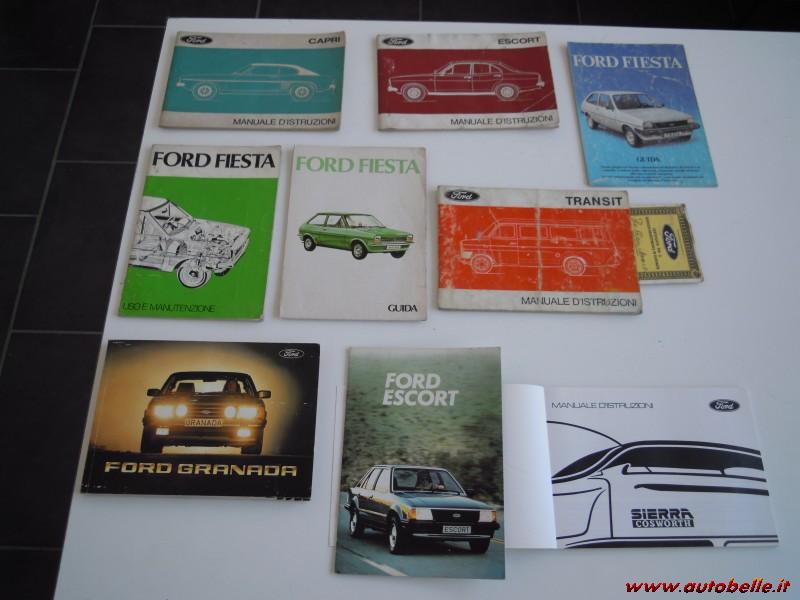 Ford
CAPRI
MANUALE D'ISTRUZIONI
Ford
ESCORT
MANUALE D'ISTRUZIONI
FORD FIESTA
GUIDA
FORD FIESTA
USO E MANUTENZIONE
FORD FIESTA
GUIDA
Ford
TRANSIT
MANUALE D'ISTRUZIONI
Ford
Ford
GRANADA
FORD GRANADA
FORD
ESCORT
ESCORT
MANUALE D'ISTRUZIONI
Ford
SIERRA
COSWORTH
www.autobelle.it